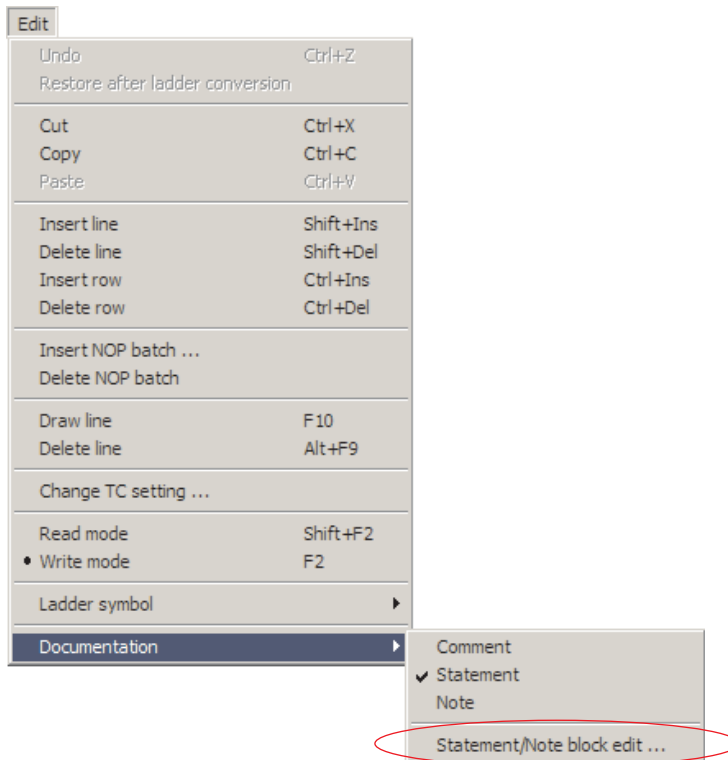 Edit
Undo Ctrl+Z
Restore after ladder conversion
Cut Ctrl+X
Copy Ctrl+C
Paste Ctrl+V
Insert line Shift+Ins
Delete line Shift+Del
Insert row Ctrl+Ins
Delete row Ctrl+Del
Insert NOP batch ...
Delete NOP batch
Draw line F10
Delete line Alt+F9
Change TC setting ...
Read mode Shift+F2
Write mode F2
Ladder symbol
Documentation
Comment
Statement
Note
Statement/Note block edit ...